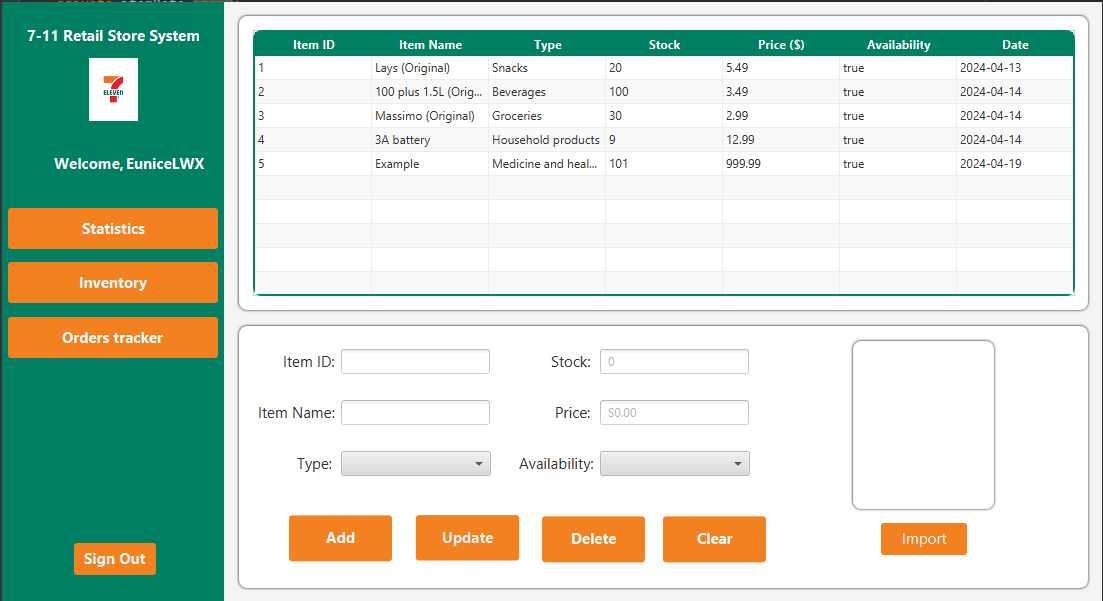 7-11 Retail Store System
ELEVEN
Welcome, EuniceLWX
Statistics
Inventory
Orders tracker
Sign Out
Item ID Item Name Type Stock Price ($) Availability Date
1 Lays (Original) Snacks 20 5.49 true 2024-04-13
2 100 plus 1.5L (Orig... Beverages 100 3.49 true 2024-04-14
3 Massimo (Original) Groceries 30 2.99 true 2024-04-14
4 3A battery Household products 9 12.99 true 2024-04-14
5 Example Medicine and heal... 101 999.99 true 2024-04-19
Item ID: Stock: 0
Item Name: Price: $0.00
Type: Availability:
Add Update Delete Clear
Import